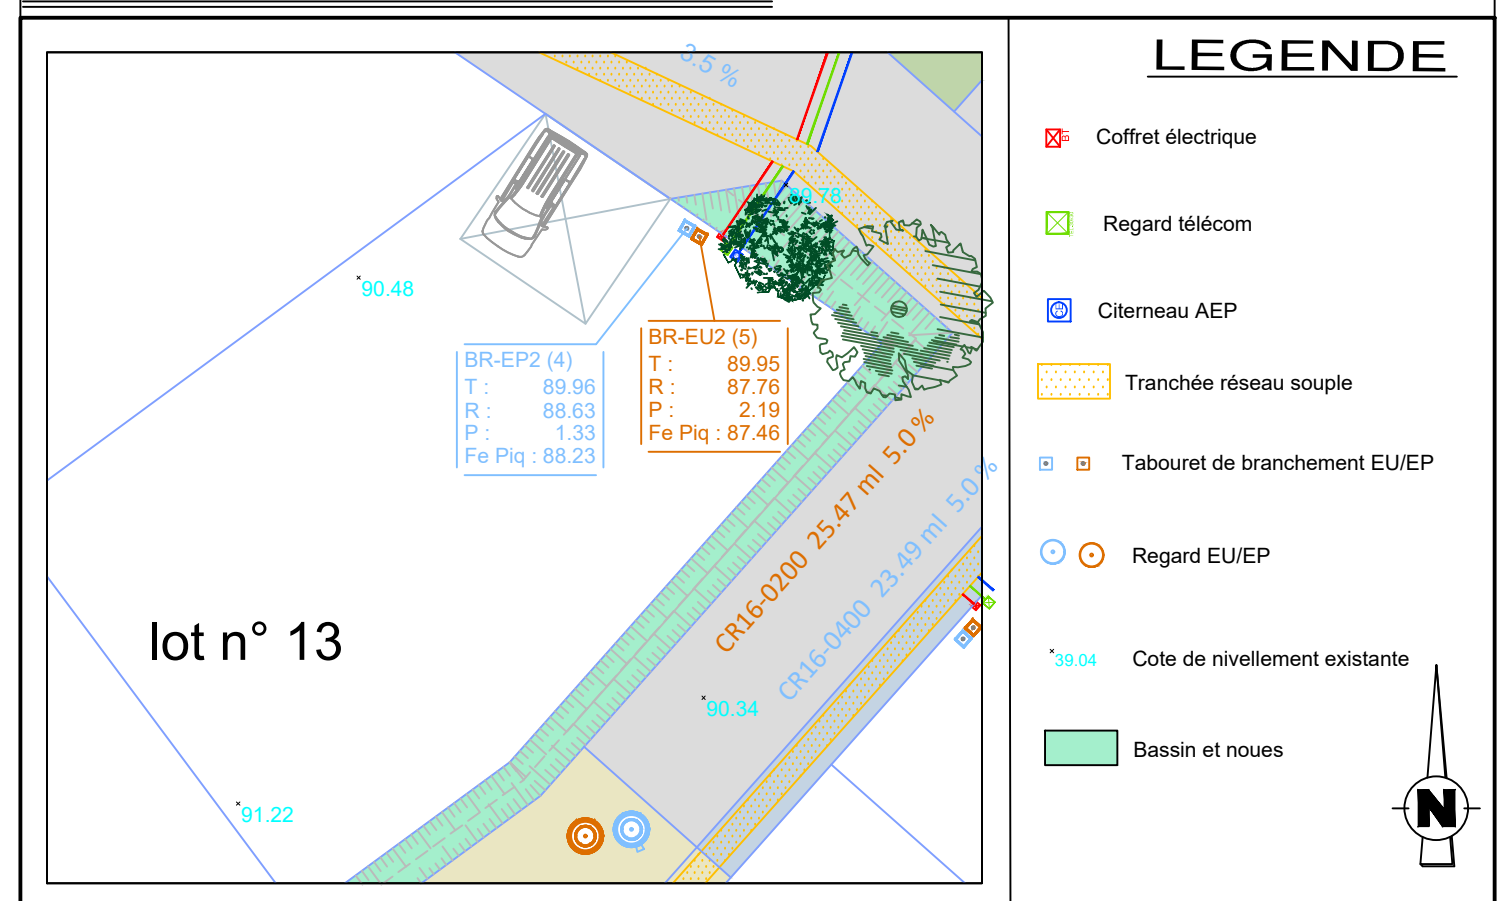 3.5 %
89.78
90.48
BR-EP2 (4)
T : 89.96
R : 88.63
P : 1.33
Fe Piq : 88.23
BR-EU2 (5)
T : 89.95
R : 87.76
P : 2.19
Fe Piq : 87.46
CR16-0200 25.47 ml 5.0 %
CR16-0400 23.49 ml 5.0 %
lot n° 13
90.34
91.22
LEGENDE
BT
Coffret électrique
Regard télécom
Citerneau AEP
Tranchée réseau souple
Tabouret de branchement EU/EP
Regard EU/EP
39.04 Cote de nivellement existante
Bassin et noues
N